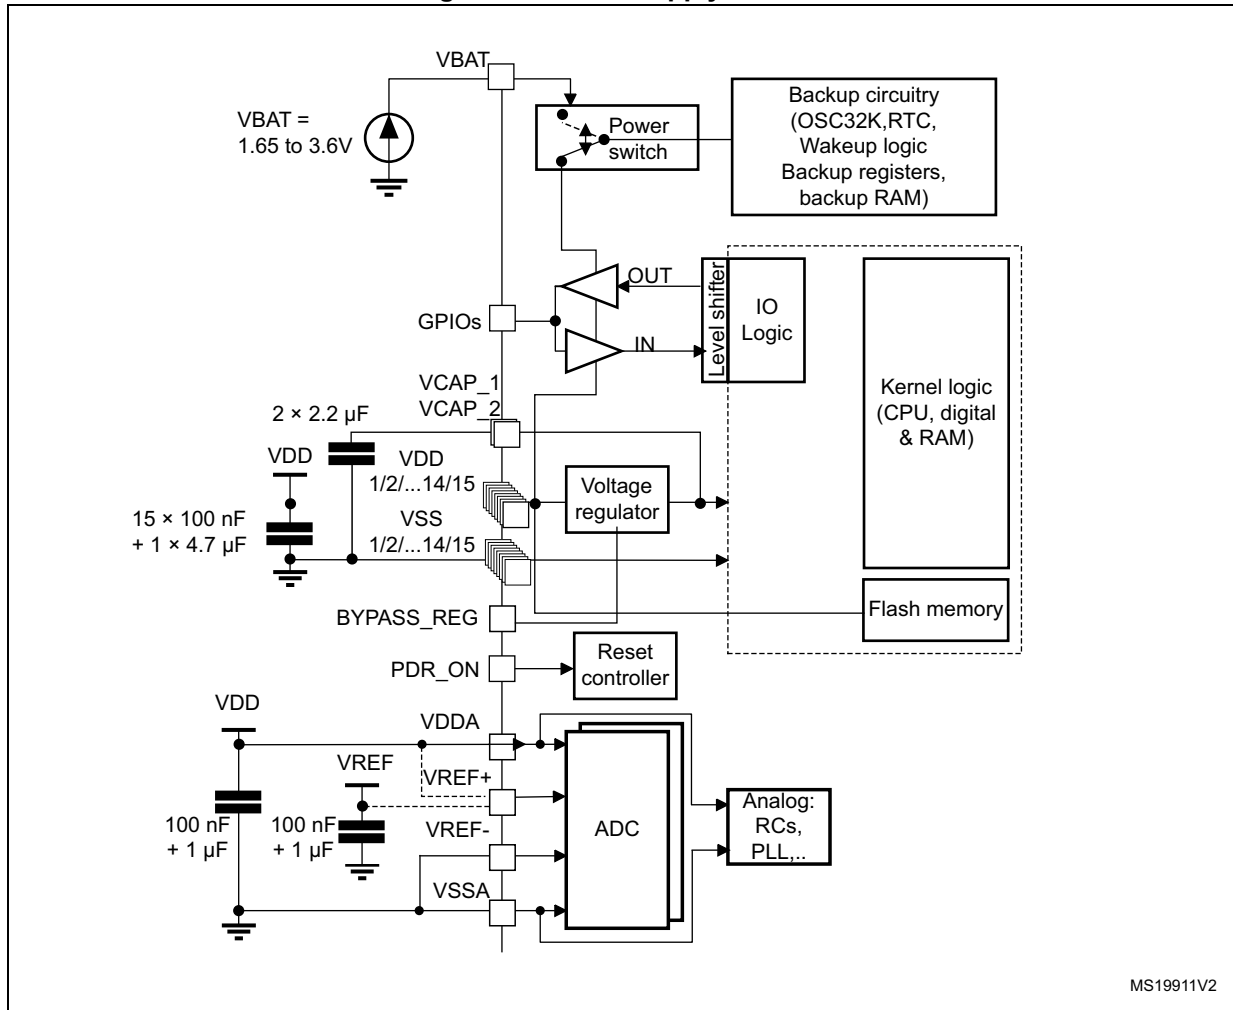 VBAT
VBAT =
1.65 to 3.6V
Power
switch
Backup circuitry
(OSC32K,RTC,
Wakeup logic
Backup registers,
backup RAM)
OUT
Level shifter
IO
Logic
GPIOs
IN
Kernel logic
(CPU, digital
& RAM)
VCAP_1
VCAP_2
2 × 2.2 µF
VDD
VDD
1/2/...14/15
Voltage
regulator
15 × 100 nF
+ 1 × 4.7 µF
VSS
1/2/...14/15
Flash memory
BYPASS_REG
PDR_ON
Reset
controller
VDD
VDDA
VREF
VREF+
100 nF
+ 1 µF
100 nF
+ 1 µF
VREF-
ADC
Analog:
RCs,
PLL,..
VSSA
MS19911V2